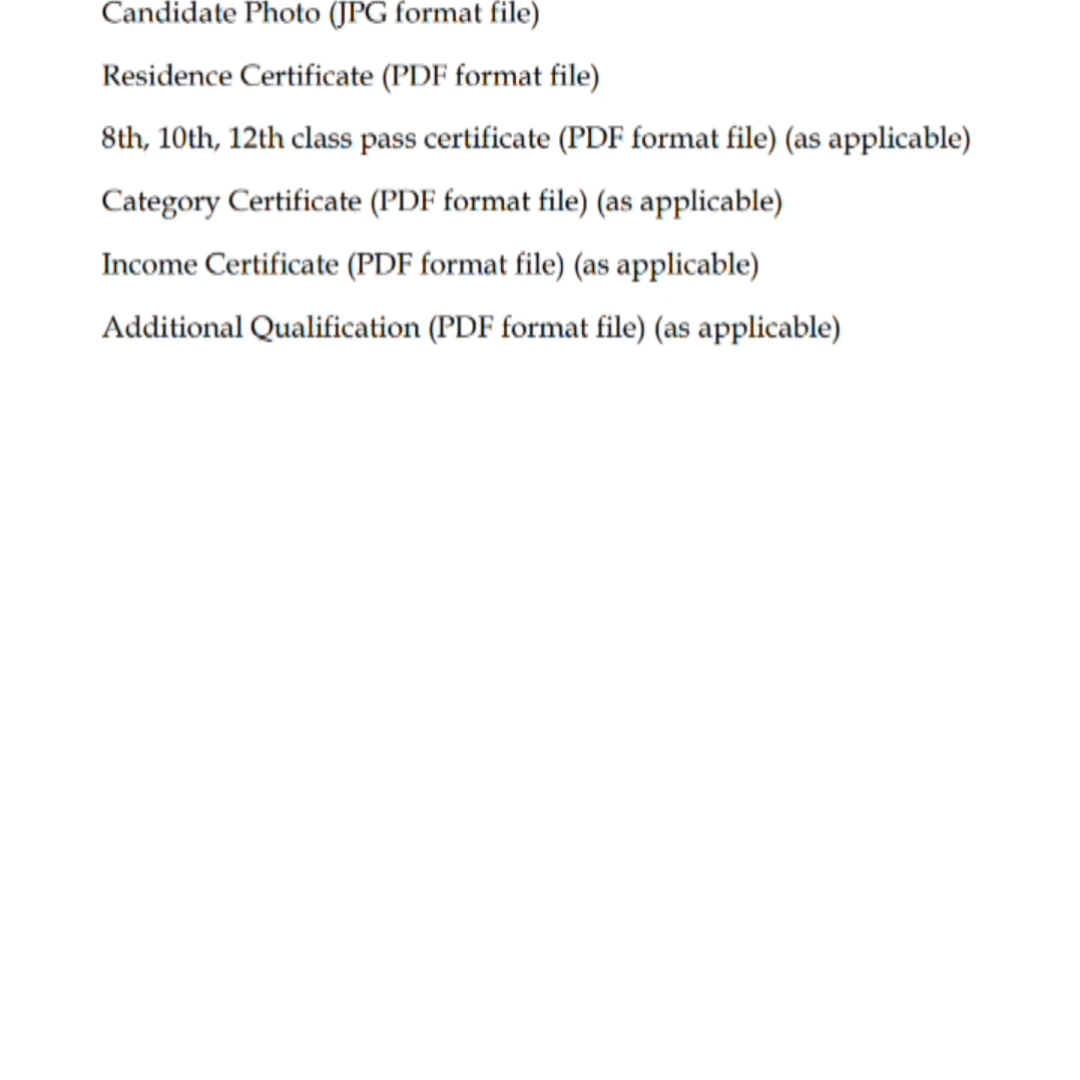 Candidate Photo (JPG format file)
Residence Certificate (PDF format file)
8th, 10th, 12th class pass certificate (PDF format file) (as applicable)
Category Certificate (PDF format file) (as applicable)
Income Certificate (PDF format file) (as applicable)
Additional Qualification (PDF format file) (as applicable)